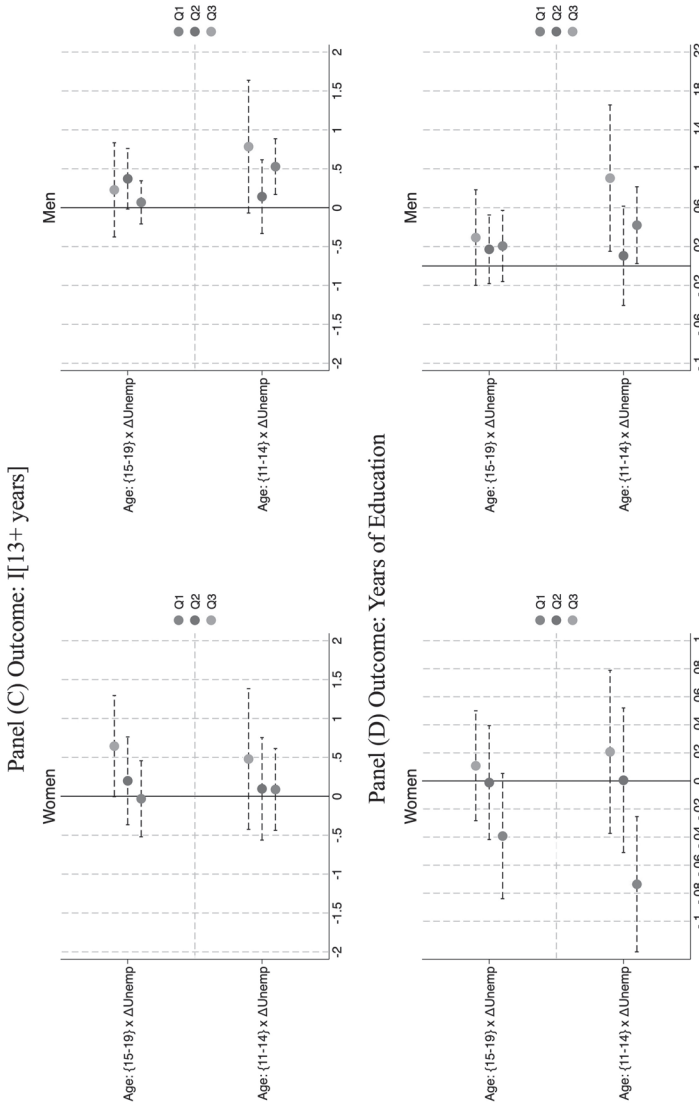 Panel (C) Outcome: I[13+ years]
Women
Age: {15-19} x ΔUnemp
Age: {11-14} x ΔUnemp
-2 -1.5 -1 -.5 0 .5 1 1.5 2
Q1
Q2
Q3
Men
Age: {15-19} x ΔUnemp
Age: {11-14} x ΔUnemp
-2 -1.5 -1 -.5 0 .5 1 1.5 2
Q1
Q2
Q3
Panel (D) Outcome: Years of Education
Women
Age: {15-19} x ΔUnemp
Age: {11-14} x ΔUnemp
-.1 -.08 -.06 -.04 -.02 0 .02 .04 .06 .08 .1
Q1
Q2
Q3
Men
Age: {15-19} x ΔUnemp
Age: {11-14} x ΔUnemp
-.1 -.06 -.02 .02 .06 .1 .14 .18 .22
Q1
Q2
Q3